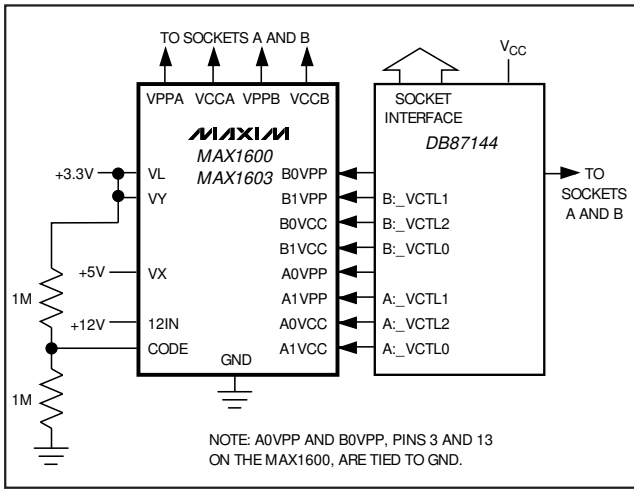 TO SOCKETS A AND B
VPPA VCCA VPPB VCCB
MAXIM
MAX1600
MAX1603
+3.3V
VL
VY
+5V
VX
+12V
12IN
CODE
GND
1M
1M
B0VPP
B1VPP
B0VCC
B1VCC
A0VPP
A1VPP
A0VCC
A1VCC
VCC
SOCKET
INTERFACE
DB87144
B:_VCTL1
B:_VCTL2
B:_VCTL0
A:_VCTL1
A:_VCTL2
A:_VCTL0
TO
SOCKETS
A AND B
NOTE: A0VPP AND B0VPP, PINS 3 AND 13
ON THE MAX1600, ARE TIED TO GND.